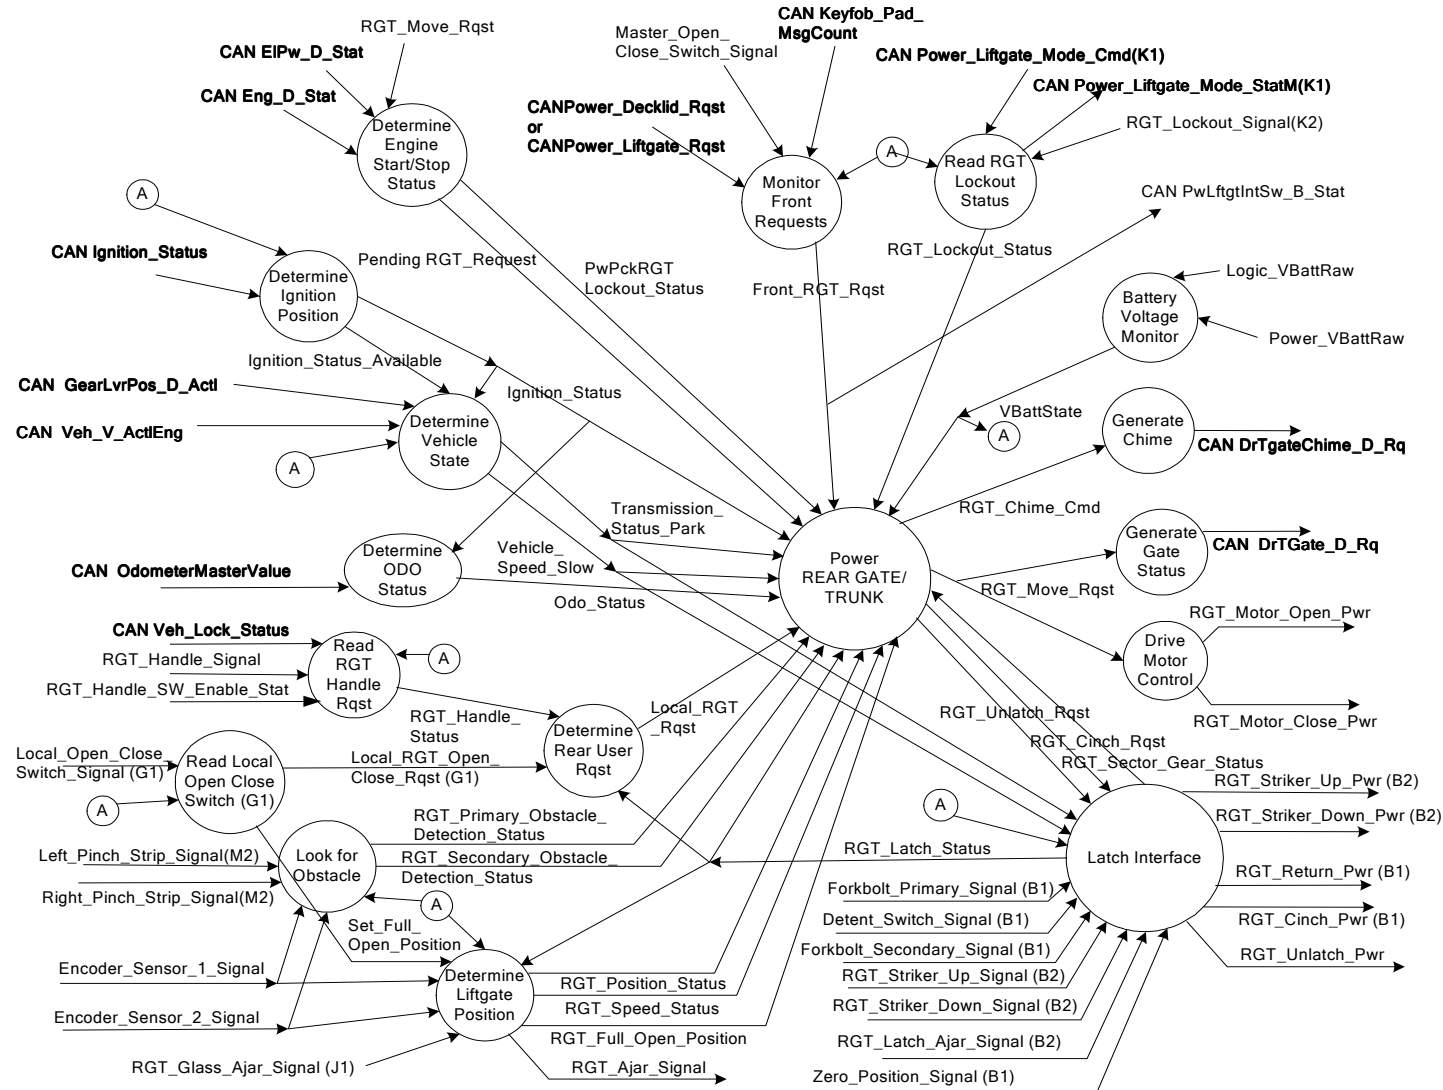 RGT_Move_Rqst
CAN ElPw_D_Stat
CAN Eng_D_Stat
Determine
Engine
Start/Stop
Status
Master_Open_
Close_Switch_Signal
CAN Keyfob_Pad_
MsgCount
CANPower_Decklid_Rqst
or
CANPower_Liftgate_Rqst
Monitor
Front
Requests
A
CAN Power_Liftgate_Mode_Cmd(K1)
CAN Power_Liftgate_Mode_StatM(K1)
RGT_Lockout_Signal(K2)
Read RGT
Lockout
Status
A
CAN Ignition_Status
Determine
Ignition
Position
Pending RGT_Request
PwPckRGT
Lockout_Status
Front_RGT_Rqst
RGT_Lockout_Status
CAN PwLftgtIntSw_B_Stat
Logic_VBattRaw
Battery
Voltage
Monitor
Power_VBattRaw
Ignition_Status_Available
Ignition_Status
CAN  GearLvrPos_D_Actl
CAN  Veh_V_ActlEng
A
Determine
Vehicle
State
VBattState
A
Generate
Chime
CAN DrTgateChime_D_Rq
RGT_Chime_Cmd
Transmission_
Status_Park
Vehicle_
Speed_Slow
Odo_Status
Determine
ODO
Status
CAN  OdometerMasterValue
Power
REAR GATE/
TRUNK
Generate
Gate
Status
CAN  DrTGate_D_Rq
RGT_Move_Rqst
RGT_Motor_Open_Pwr
Drive
Motor
Control
RGT_Motor_Close_Pwr
CAN Veh_Lock_Status
RGT_Handle_Signal
RGT_Handle_SW_Enable_Stat
Read
RGT
Handle
Rqst
A
RGT_Handle_
Status
Determine
Rear User
Rqst
Local_RGT
_Rqst
RGT_Unlatch_Rqst
RGT_Cinch_Rqst
RGT_Sector_Gear_Status
Local_Open_Close_
Switch_Signal (G1)
A
Read Local
Open Close
Switch (G1)
Local_RGT_Open_
Close_Rqst (G1)
RGT_Primary_Obstacle_
Detection_Status
RGT_Secondary_Obstacle_
Detection_Status
Left_Pinch_Strip_Signal(M2)
Right_Pinch_Strip_Signal(M2)
Look for
Obstacle
A
Set_Full_
Open_Position
RGT_Latch_Status
A
Latch Interface
RGT_Striker_Up_Pwr (B2)
RGT_Striker_Down_Pwr (B2)
RGT_Return_Pwr (B1)
RGT_Cinch_Pwr (B1)
RGT_Unlatch_Pwr
Forkbolt_Primary_Signal (B1)
Detent_Switch_Signal (B1)
Forkbolt_Secondary_Signal (B1)
RGT_Striker_Up_Signal (B2)
RGT_Striker_Down_Signal (B2)
RGT_Latch_Ajar_Signal (B2)
Zero_Position_Signal (B1)
Encoder_Sensor_1_Signal
Encoder_Sensor_2_Signal
RGT_Glass_Ajar_Signal (J1)
Determine
Liftgate
Position
RGT_Position_Status
RGT_Speed_Status
RGT_Full_Open_Position
RGT_Ajar_Signal